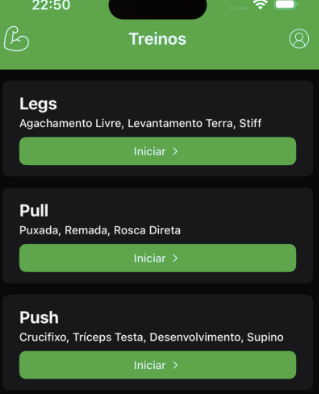 22:50
Treinos
Legs
Agachamento Livre, Levantamento Terra, Stiff
Iniciar >
Pull
Puxada, Remada, Rosca Direta
Iniciar >
Push
Crucifixo, Tríceps Testa, Desenvolvimento, Supino
Iniciar >